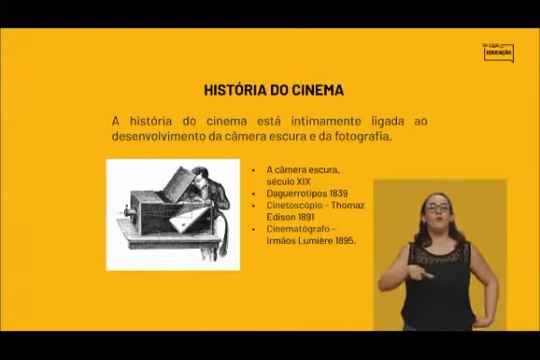 EDUCAÇÃO
HISTÓRIA DO CINEMA
A história do cinema está intimamente ligada ao
desenvolvimento da câmera escura e da fotografia.
• A câmera escura,
século XIX
• Daguerrotipos 1839
• Cinetoscópio – Thomaz
Edison 1891
• Cinematógrafo –
irmãos Lumière 1895.